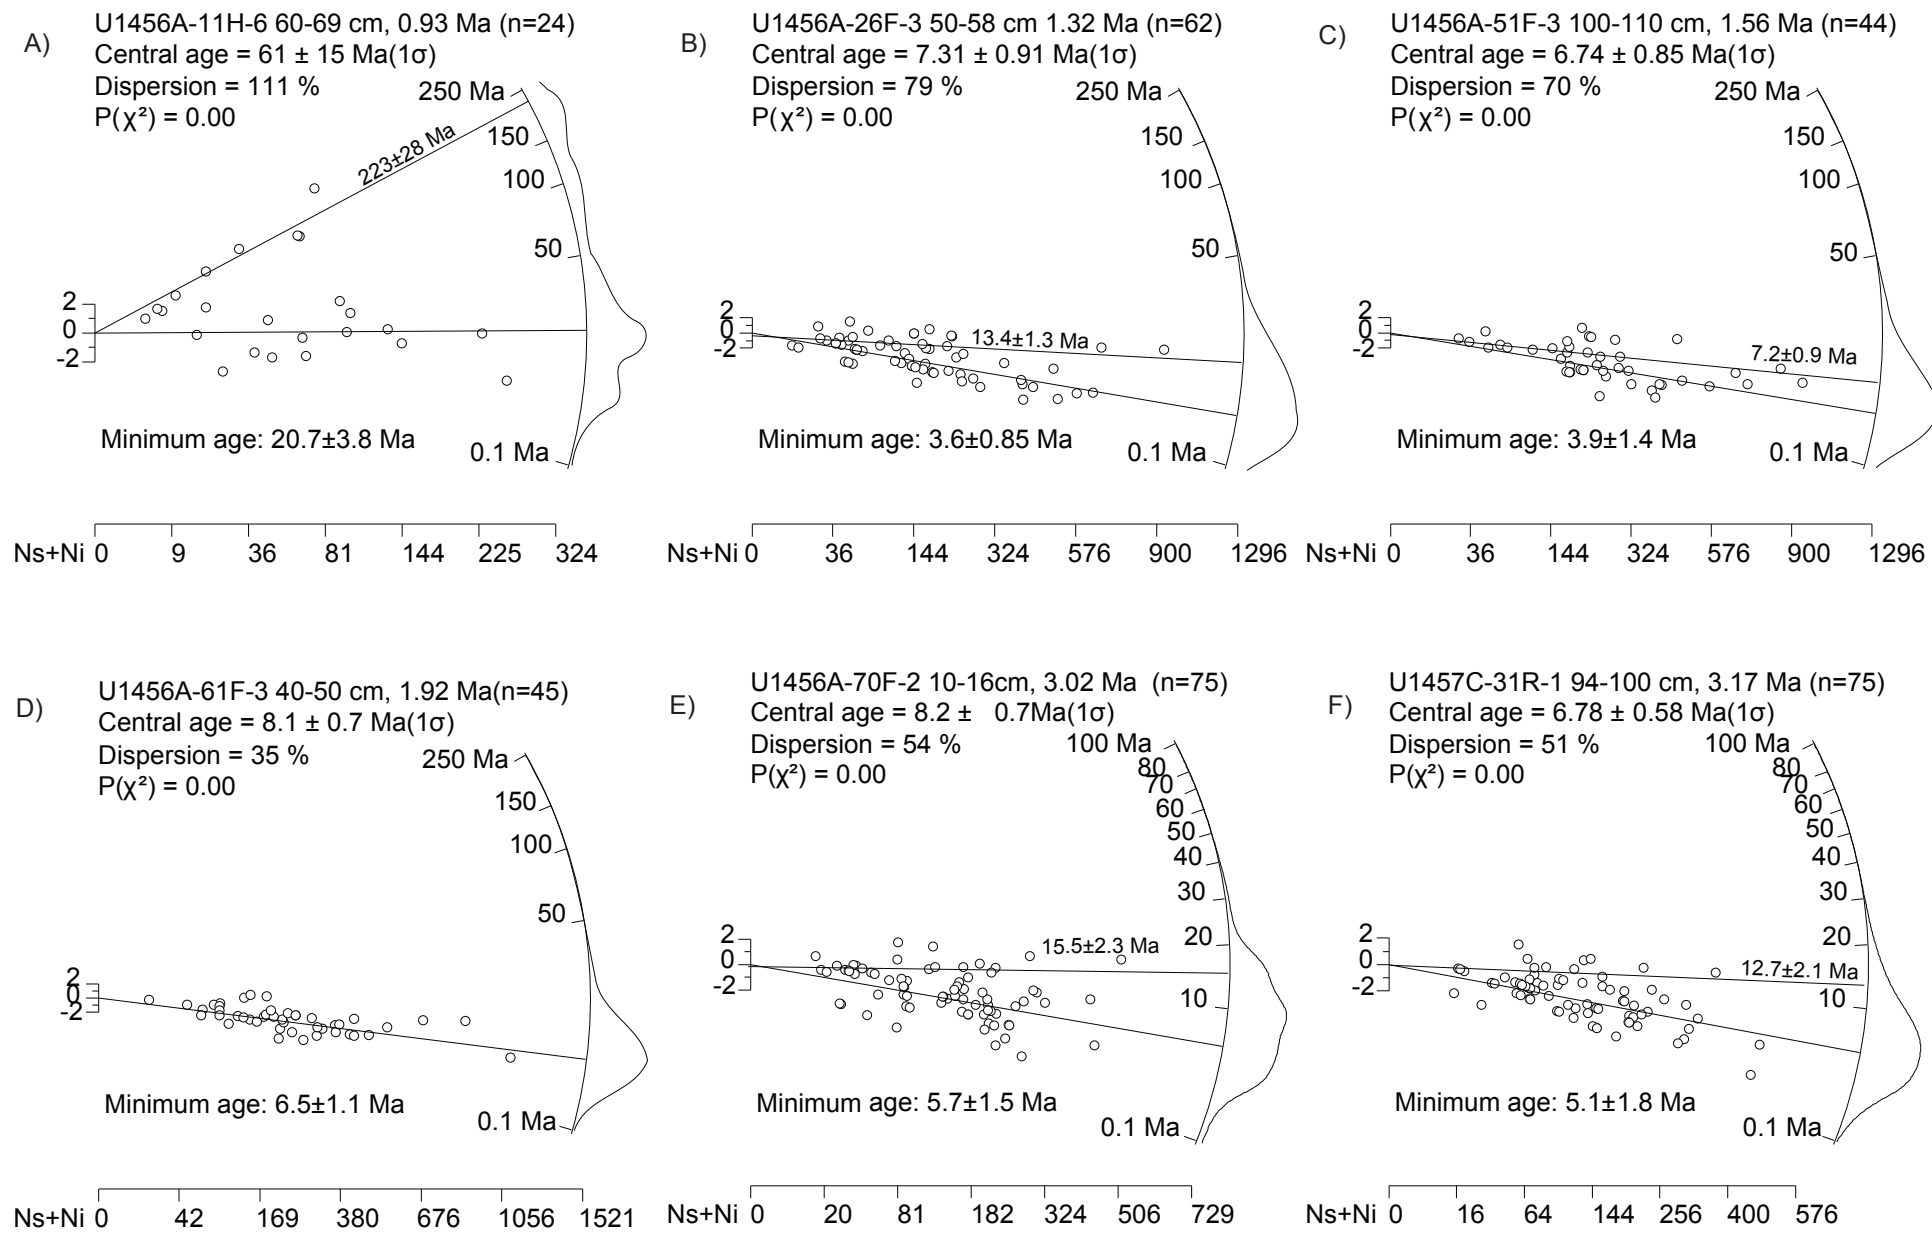 A)
U1456A-11H-6 60-69 cm, 0.93 Ma (n=24)
Central age = 61 ± 15 Ma(1σ)
Dispersion = 111 %
P(χ²) = 0.00
250 Ma
150
100
50
0.1 Ma
223±28 Ma
2
0
-2
Minimum age: 20.7±3.8 Ma
Ns+Ni 0 9 36 81 144 225 324
B)
U1456A-26F-3 50-58 cm 1.32 Ma (n=62)
Central age = 7.31 ± 0.91 Ma(1σ)
Dispersion = 79 %
P(χ²) = 0.00
250 Ma
150
100
50
0.1 Ma
13.4±1.3 Ma
2
0
-2
Minimum age: 3.6±0.85 Ma
Ns+Ni 0 36 144 324 576 900 1296
C)
U1456A-51F-3 100-110 cm, 1.56 Ma (n=44)
Central age = 6.74 ± 0.85 Ma(1σ)
Dispersion = 70 %
P(χ²) = 0.00
250 Ma
150
100
50
0.1 Ma
7.2±0.9 Ma
2
0
-2
Minimum age: 3.9±1.4 Ma
Ns+Ni 0 36 144 324 576 900 1296
D)
U1456A-61F-3 40-50 cm, 1.92 Ma(n=45)
Central age = 8.1 ± 0.7 Ma(1σ)
Dispersion = 35 %
P(χ²) = 0.00
250 Ma
150
100
50
0.1 Ma
2
0
-2
Minimum age: 6.5±1.1 Ma
Ns+Ni 0 42 169 380 676 1056 1521
E)
U1456A-70F-2 10-16cm, 3.02 Ma (n=75)
Central age = 8.2 ± 0.7Ma(1σ)
Dispersion = 54 %
P(χ²) = 0.00
100 Ma
80
70
60
50
40
30
20
10
0.1 Ma
15.5±2.3 Ma
2
0
-2
Minimum age: 5.7±1.5 Ma
Ns+Ni 0 20 81 182 324 506 729
F)
U1457C-31R-1 94-100 cm, 3.17 Ma (n=75)
Central age = 6.78 ± 0.58 Ma(1σ)
Dispersion = 51 %
P(χ²) = 0.00
100 Ma
80
70
60
50
40
30
20
10
0.1 Ma
12.7±2.1 Ma
2
0
-2
Minimum age: 5.1±1.8 Ma
Ns+Ni 0 16 64 144 256 400 576